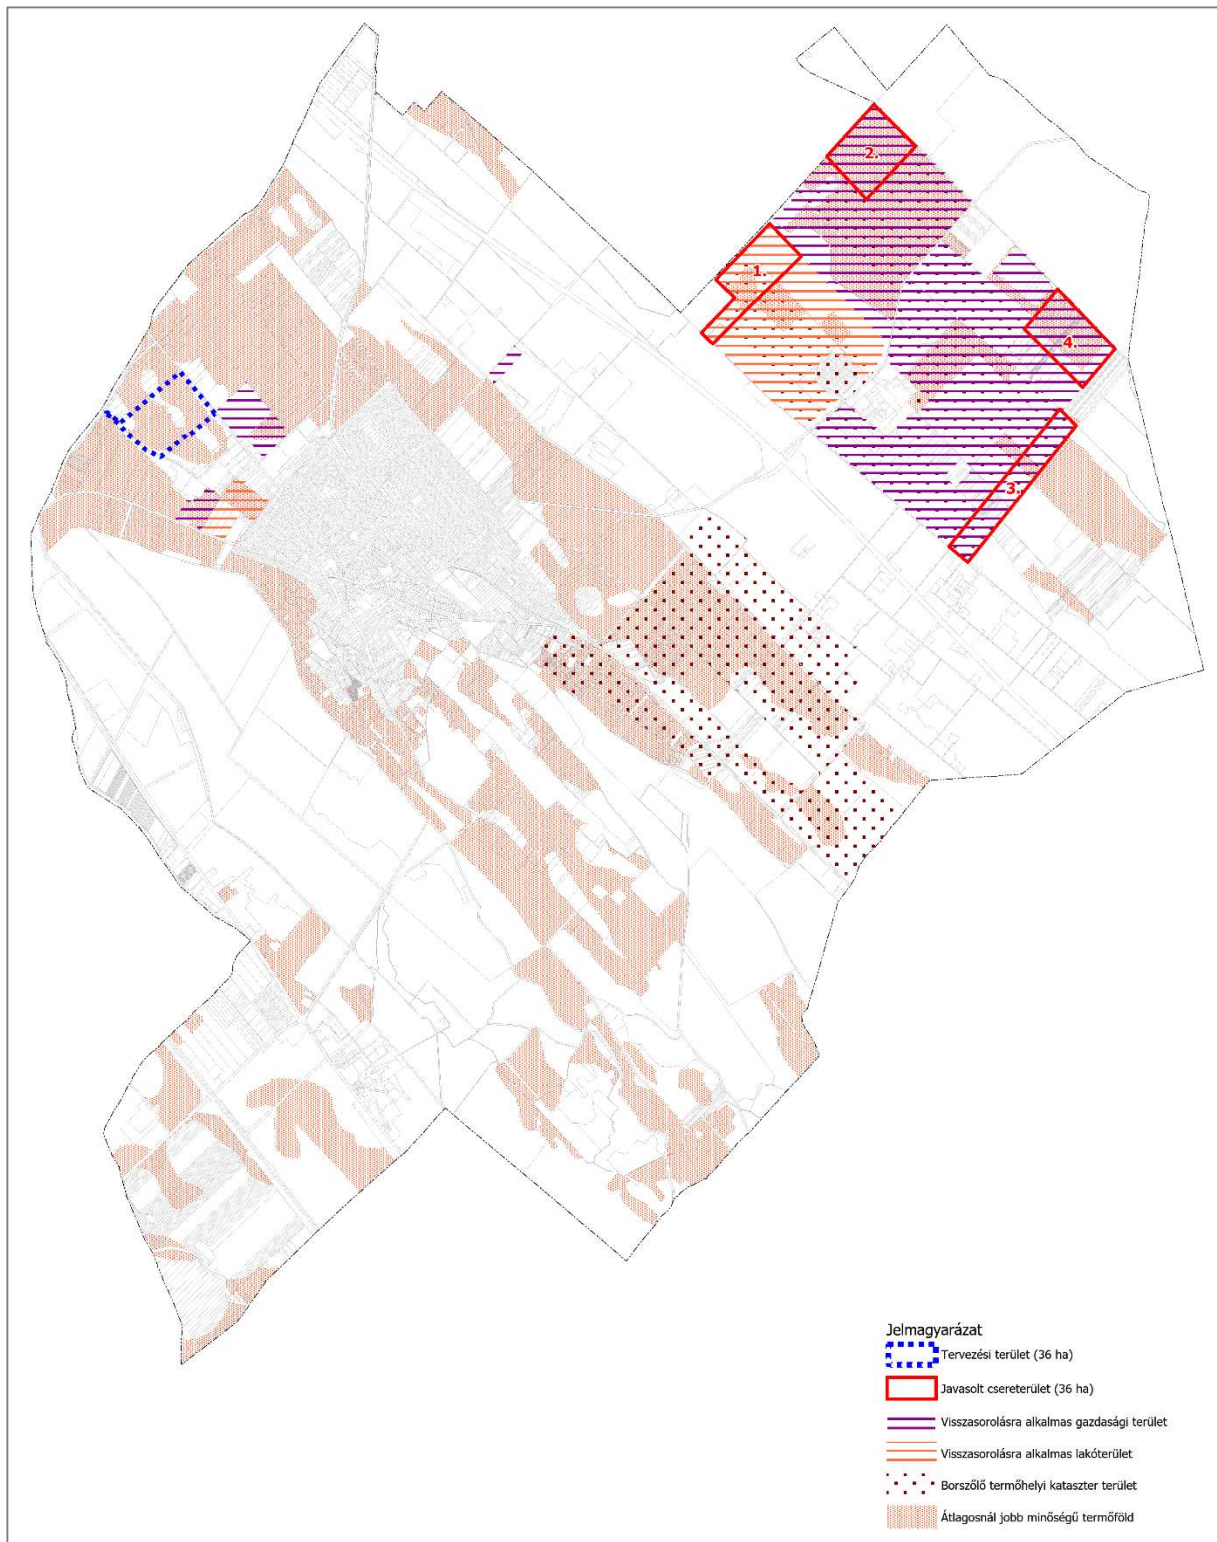 2.
1.
4.
3.
Jelmagyarázat
Tervezési terület (36 ha)
Javasolt csereterület (36 ha)
Visszasorolásra alkalmas gazdasági terület
Visszasorolásra alkalmas lakóterület
Borszőlő termőhelyi kataszter terület
Átlagosnál jobb minőségű termőföld